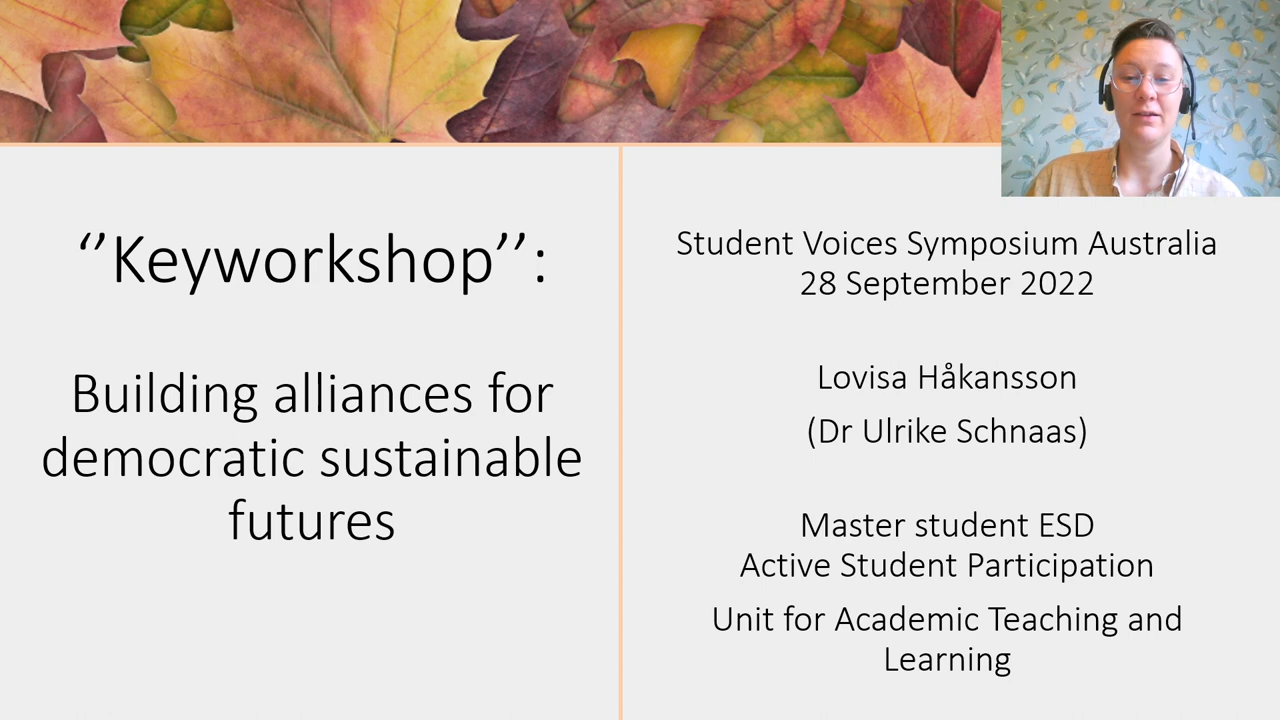 ‘’Keyworkshop’’:
Building alliances for
democratic sustainable
futures
Student Voices Symposium Australia
28 September 2022
Lovisa Håkansson
(Dr Ulrike Schnaas)
Master student ESD
Active Student Participation
Unit for Academic Teaching and
Learning